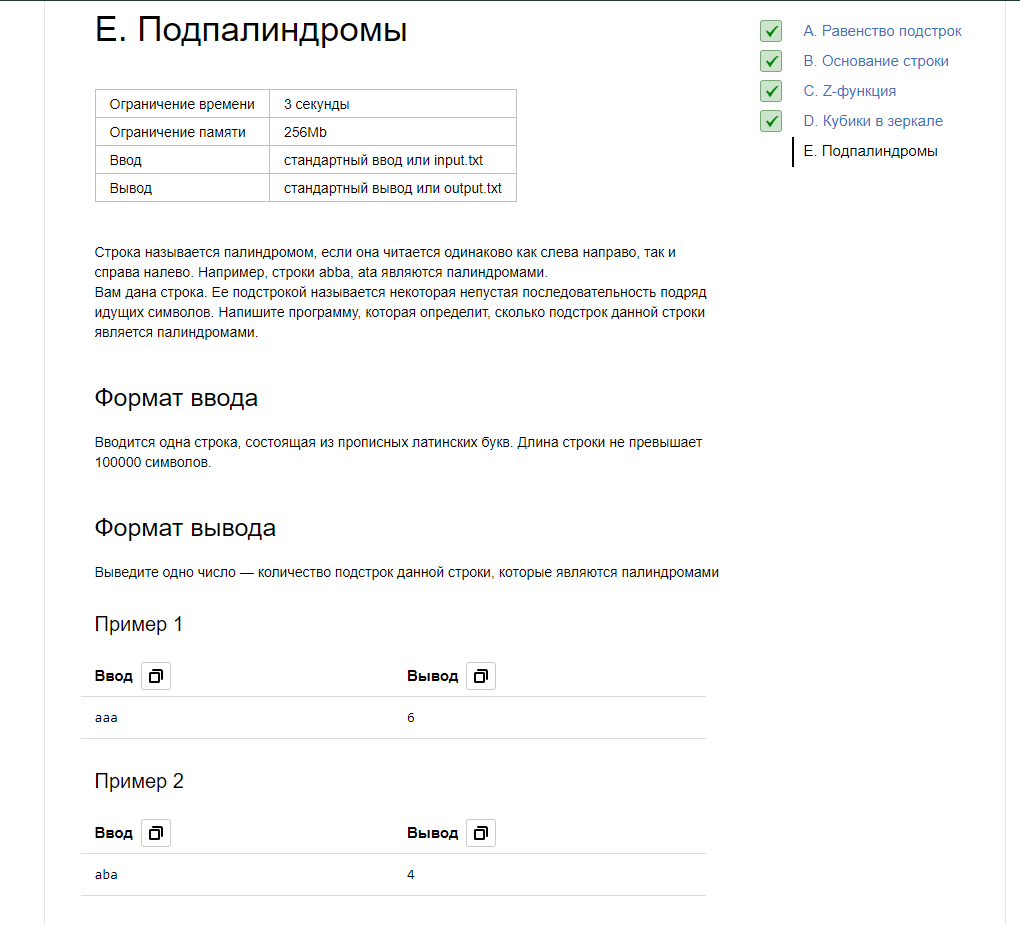 Е. Подпалиндромы
Ограничение времени 3 секунды
Ограничение памяти 256Mb
Ввод стандартный ввод или input.txt
Вывод стандартный вывод или output.txt
Строка называется палиндромом, если она читается одинаково как слева направо, так и
справа налево. Например, строки abba, ata являются палиндромами.
Вам дана строка. Ее подстрокой называется некоторая непустая последовательность подряд
идущих символов. Напишите программу, которая определит, сколько подстрок данной строки
является палиндромами.
Формат ввода
Вводится одна строка, состоящая из прописных латинских букв. Длина строки не превышает
100000 символов.
Формат вывода
Выведите одно число — количество подстрок данной строки, которые являются палиндромами
Пример 1
Ввод Вывод
aaa 6
Пример 2
Ввод Вывод
aba 4
A. Равенство подстрок
B. Основание строки
C. Z-функция
D. Кубики в зеркале
E. Подпалиндромы